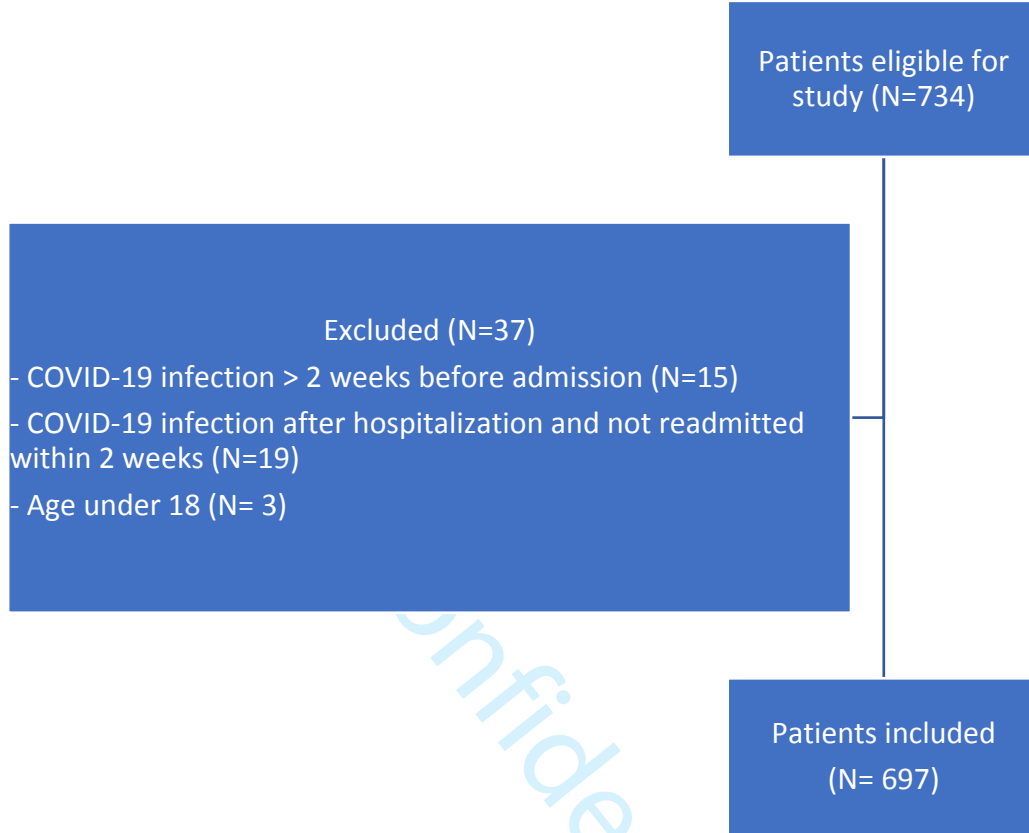 Patients eligible for
study (N=734)
Excluded (N=37)
- COVID-19 infection > 2 weeks before admission (N=15)
- COVID-19 infection after hospitalization and not readmitted
within 2 weeks (N=19)
- Age under 18 (N= 3)
onfide
Patients included
(N= 697)